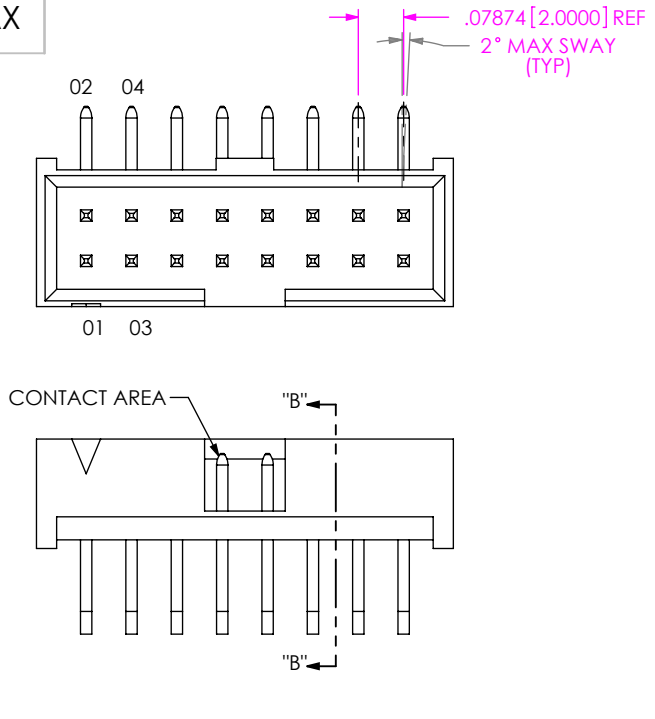 X
.07874[2.0000] REF
2° MAX SWAY
(TYP)
02 04
01 03
CONTACT AREA
"B"
"B"